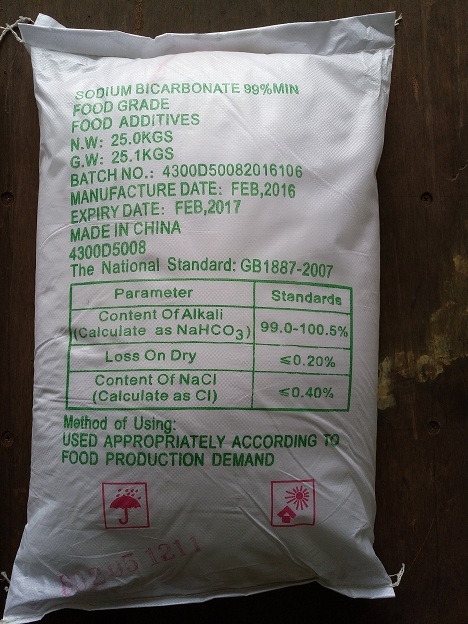 SODIUM BICARBONATE 99%MIN
FOOD GRADE
FOOD ADDITIVES
N.W: 25.0KGS
G.W: 25.1KGS
BATCH NO.: 4300D50082016106
MANUFACTURE DATE: FEB,2016
EXPIRY DATE: FEB,2017
MADE IN CHINA
4300D5008
The National Standard: GB1887-2007
Parameter Standards
Content Of Alkali
(Calculate as NaHCO₃) 99.0-100.5%
Loss On Dry ≤0.20%
Content Of NaCl
(Calculate as Cl) ≤0.40%
Method of Using:
USED APPROPRIATELY ACCORDING TO
FOOD PRODUCTION DEMAND